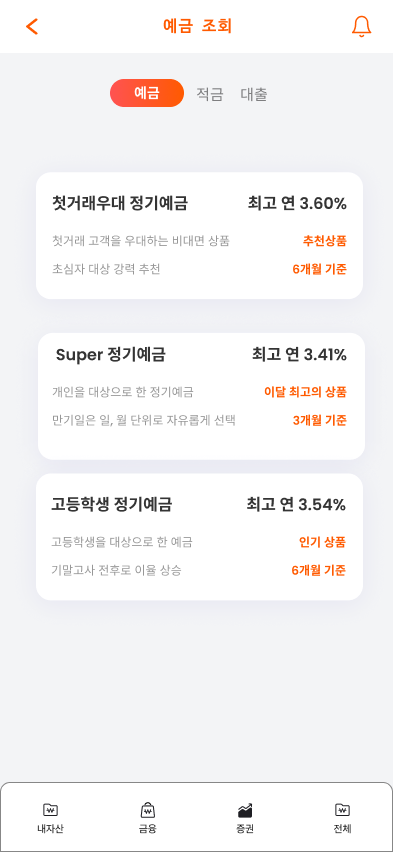 예금 조회
예금 적금 대출
첫거래우대 정기예금 최고 연 3.60%
첫거래 고객을 우대하는 비대면 상품 추천상품
초심자 대상 강력 추천 6개월 기준
Super 정기예금 최고 연 3.41%
개인을 대상으로 한 정기예금 이달 최고의 상품
만기일은 일, 월 단위로 자유롭게 선택 3개월 기준
고등학생 정기예금 최고 연 3.54%
고등학생을 대상으로 한 예금 인기 상품
기말고사 전후로 이율 상승 6개월 기준
내자산 금융 증권 전체